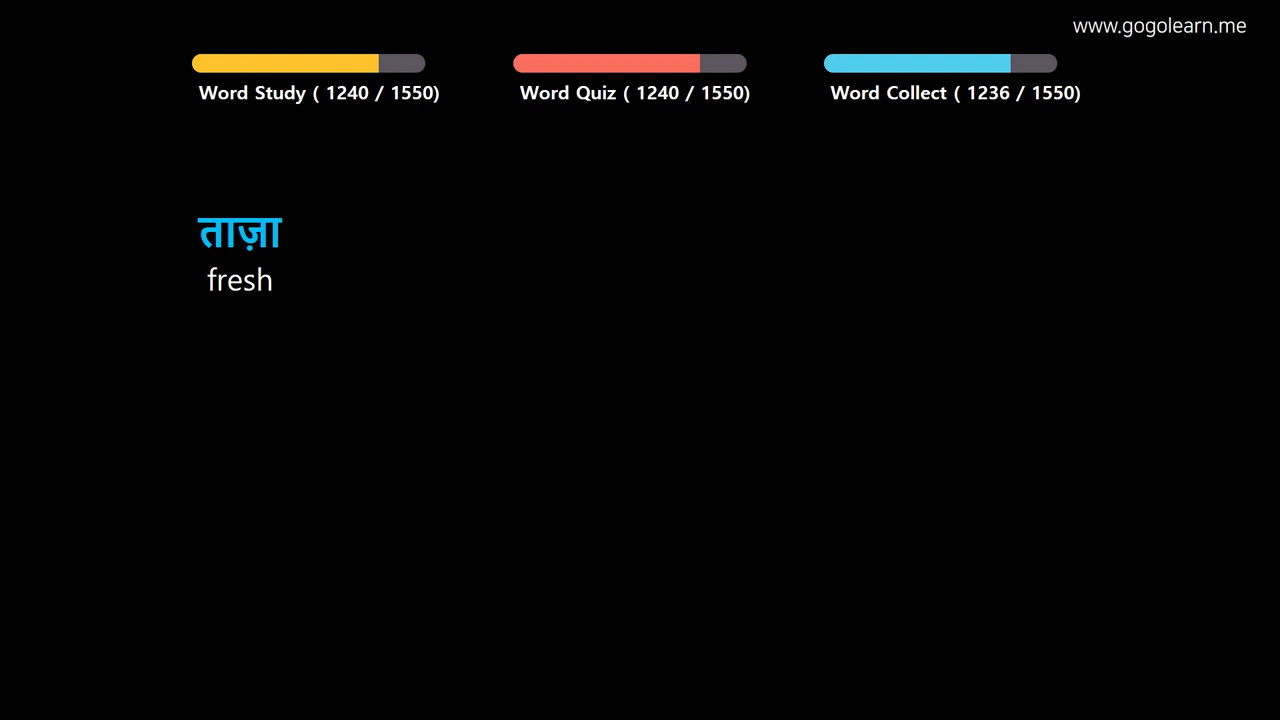 www.gogolearn.me
Word Study ( 1240 / 1550)
Word Quiz ( 1240 / 1550)
Word Collect ( 1236 / 1550)
ताज़ा
fresh